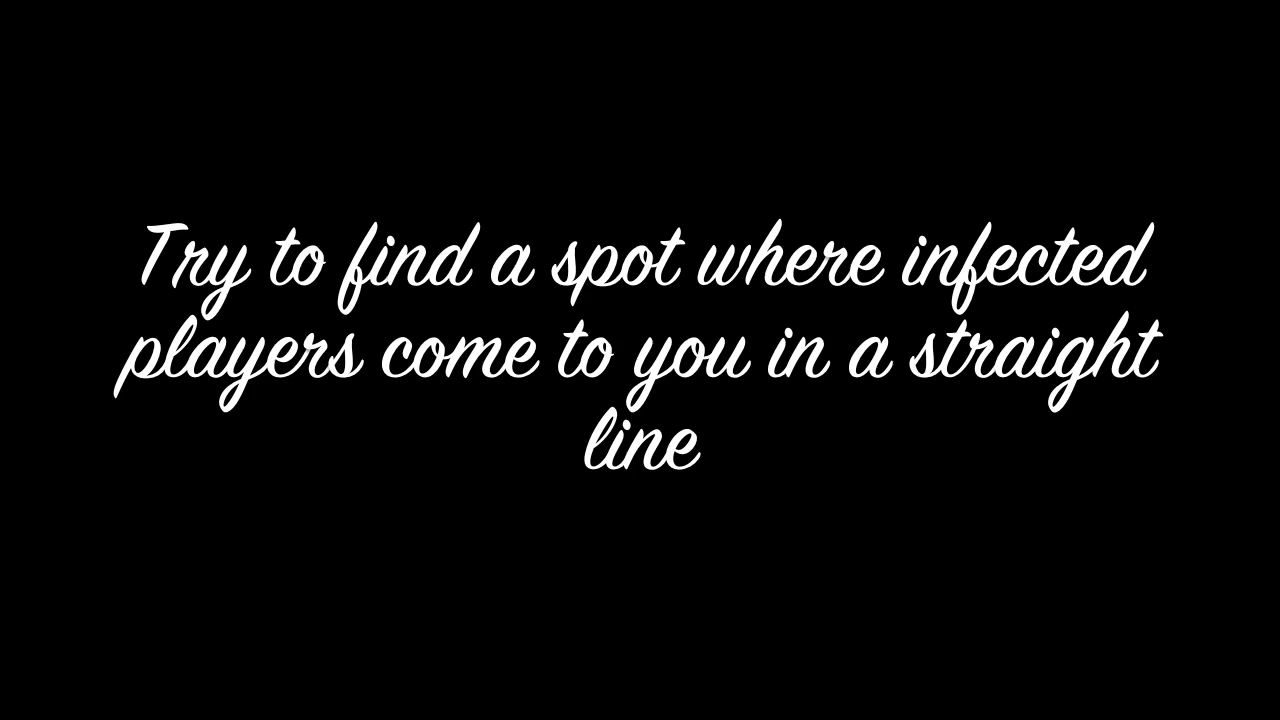 Try to find a spot where infected
players come to you in a straight
line